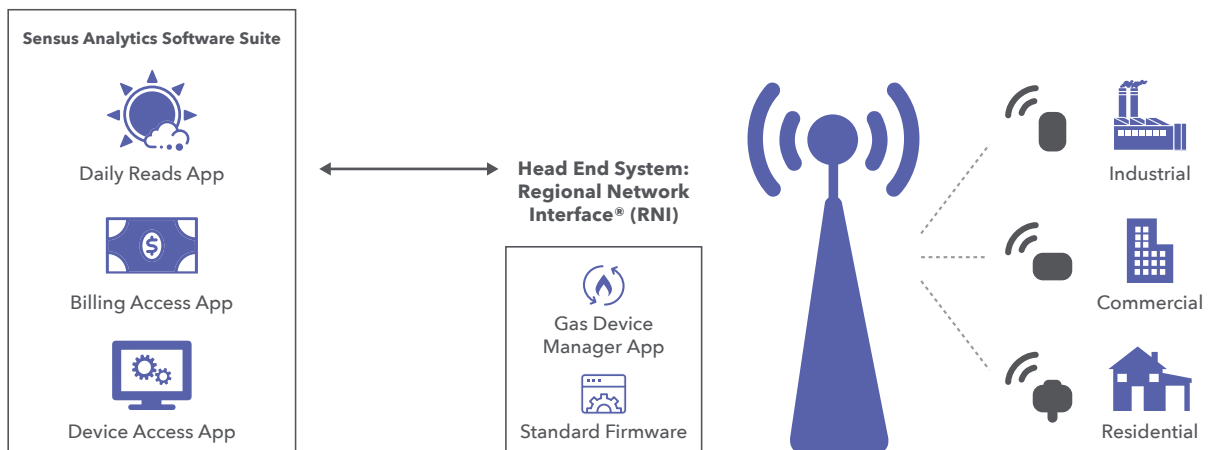 Sensus Analytics Software Suite
Daily Reads App
$
Billing Access App
Device Access App
Head End System:
Regional Network
Interface® (RNI)
Gas Device
Manager App
Standard Firmware
Industrial
Commercial
Residential